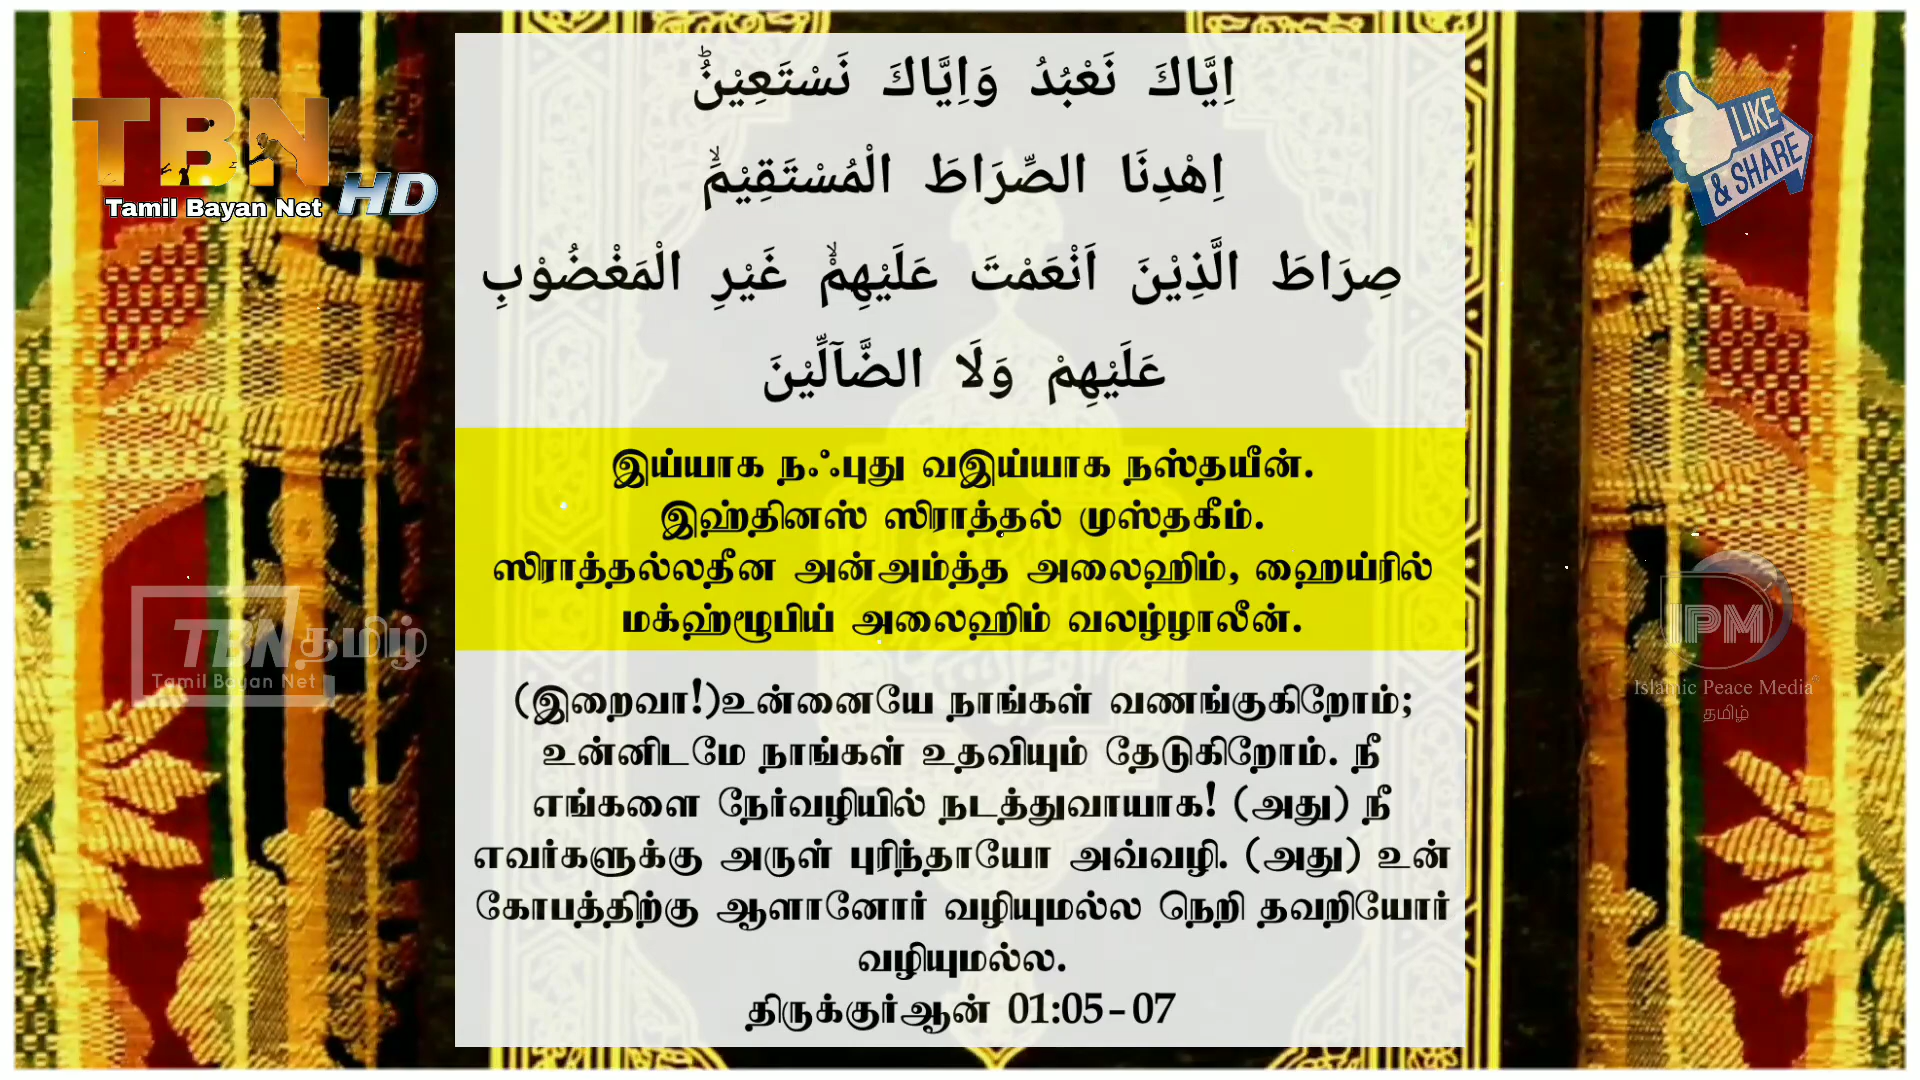 اِيَّاكَ نَعْبُدُ وَاِيَّاكَ نَسْتَعِيْنُؕ
اِهْدِنَا الصِّرَاطَ الْمُسْتَقِيْمَۙ
صِرَاطَ الَّذِيْنَ اَنْعَمْتَ عَلَيْهِمْۙ غَيْرِ الْمَغْضُوْبِ
عَلَيْهِمْ وَلَا الضَّآلِّيْنَ
TBN HD
Tamil Bayan Net
LIKE
& SHARE
இய்யாக நஃபுது வஇய்யாக நஸ்தயீன்.
இஹ்தினஸ் ஸிராத்தல் முஸ்தகீம்.
ஸிராத்தல்லதீன அன்அம்த்த அலைஹிம், ஹைய்ரில்
மக்ஹ்ழூபிய் அலைஹிம் வலழ்ழாலீன்.
TBN தமிழ்
Tamil Bayan Net
IPM
Islamic Peace Media
தமிழ்
(இறைவா!)உன்னையே நாங்கள் வணங்குகிறோம்;
உன்னிடமே நாங்கள் உதவியும் தேடுகிறோம். நீ
எங்களை நேர்வழியில் நடத்துவாயாக! (அது) நீ
எவர்களுக்கு அருள் புரிந்தாயோ அவ்வழி. (அது) உன்
கோபத்திற்கு ஆளானோர் வழியுமல்ல நெறி தவறியோர்
வழியுமல்ல.
திருக்குர்ஆன் 01:05-07